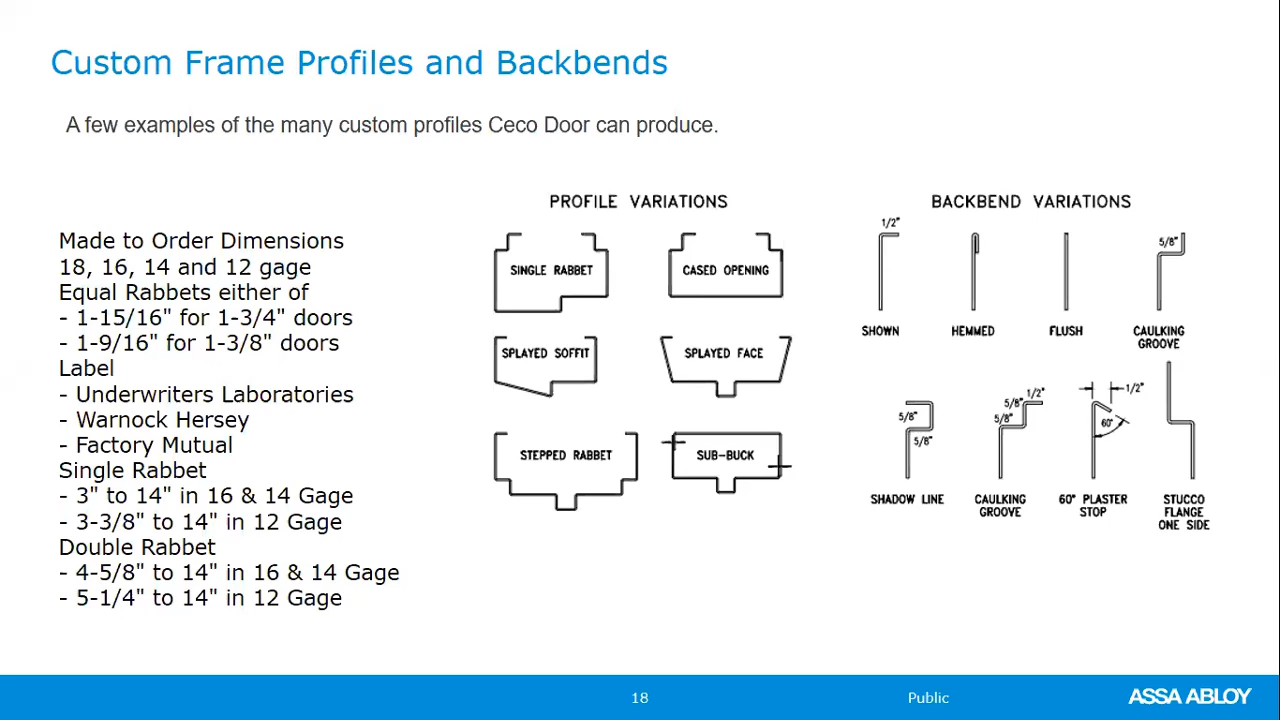 Custom Frame Profiles and Backbends
A few examples of the many custom profiles Ceco Door can produce.
Made to Order Dimensions
18, 16, 14 and 12 gage
Equal Rabbets either of
- 1-15/16" for 1-3/4" doors
- 1-9/16" for 1-3/8" doors
Label
- Underwriters Laboratories
- Warnock Hersey
- Factory Mutual
Single Rabbet
- 3" to 14" in 16 & 14 Gage
- 3-3/8" to 14" in 12 Gage
Double Rabbet
- 4-5/8" to 14" in 16 & 14 Gage
- 5-1/4" to 14" in 12 Gage
PROFILE VARIATIONS
SINGLE RABBET
CASED OPENING
SPLAYED SOFFIT
SPLAYED FACE
STEPPED RABBET
SUB-BUCK
BACKBEND VARIATIONS
1/2"
5/8"
SHOWN
HEMMED
FLUSH
CAULKING
GROOVE
5/8"
5/8"
1/2"
5/8"
5/8"
1/2"
60°
SHADOW LINE
CAULKING
GROOVE
60° PLASTER
STOP
STUCCO
FLANGE
ONE SIDE
18
Public
ASSA ABLOY